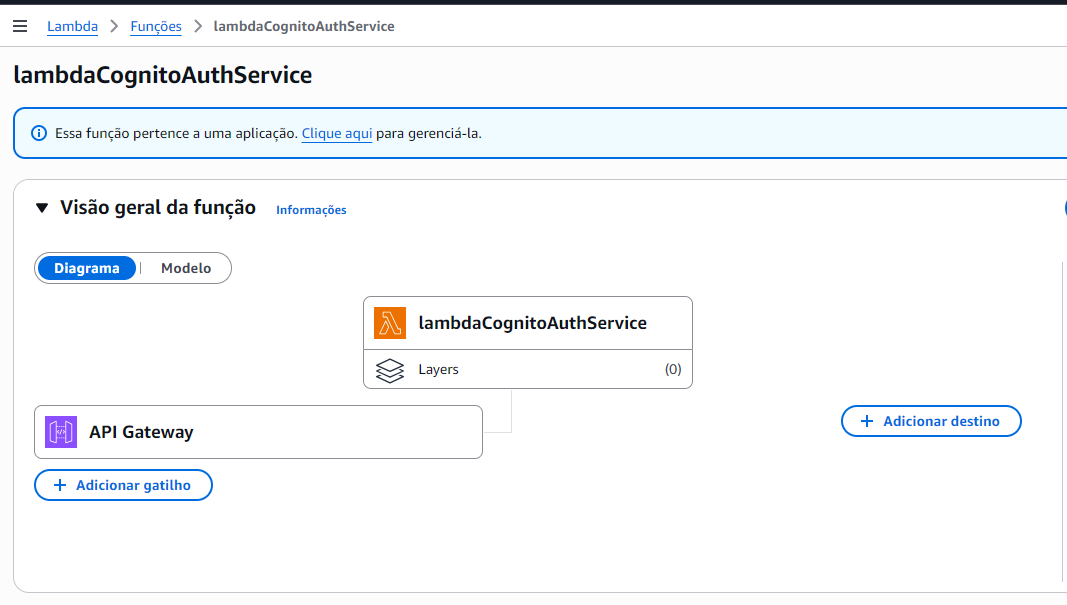 Lambda > Funções > lambdaCognitoAuthService
lambdaCognitoAuthService
Essa função pertence a uma aplicação. Clique aqui para gerenciá-la.
Visão geral da função Informações
Diagrama | Modelo
lambdaCognitoAuthService
Layers (0)
API Gateway
+ Adicionar destino
+ Adicionar gatilho